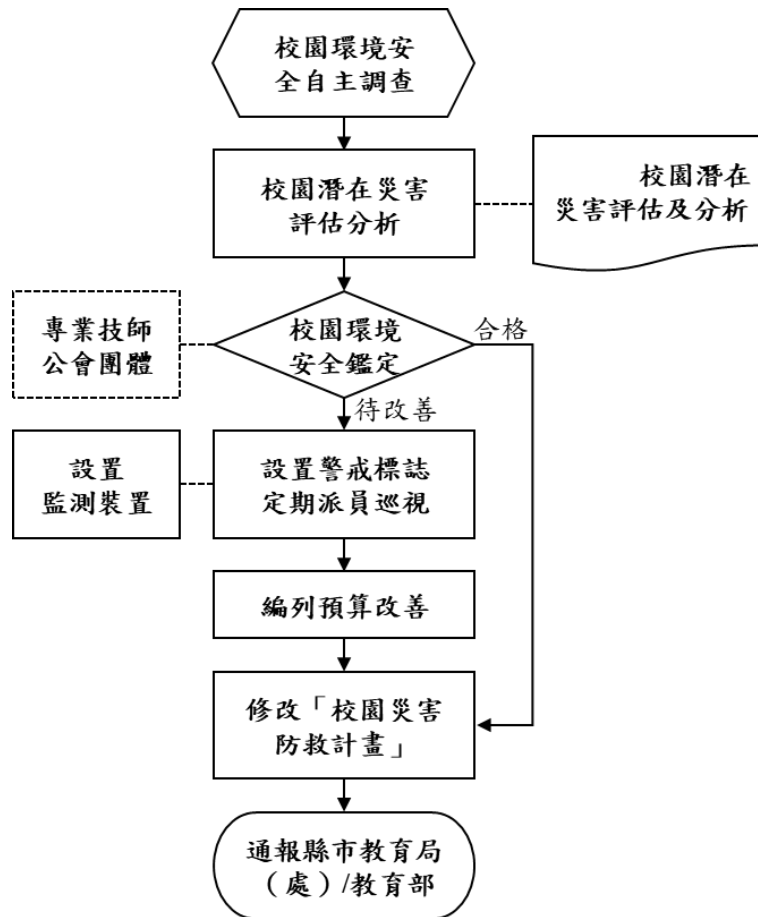 校園環境安
全自主調查
校園潛在災害
評估分析
校園潛在
災害評估及分析
專業技師
公會團體
校園環境
安全鑑定
合格
待改善
設置
監測裝置
設置警戒標誌
定期派員巡視
編列預算改善
修改「校園災害
防救計畫」
通報縣市教育局
（處）/教育部